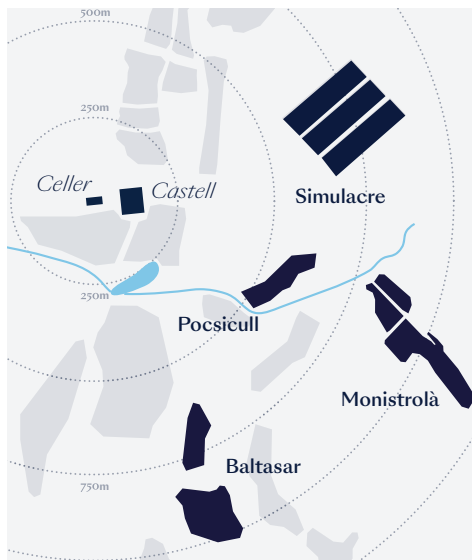 500m
250m
Celler
Castell
Simulacre
250m
Pocsicull
Monistrolà
Baltasar
750m